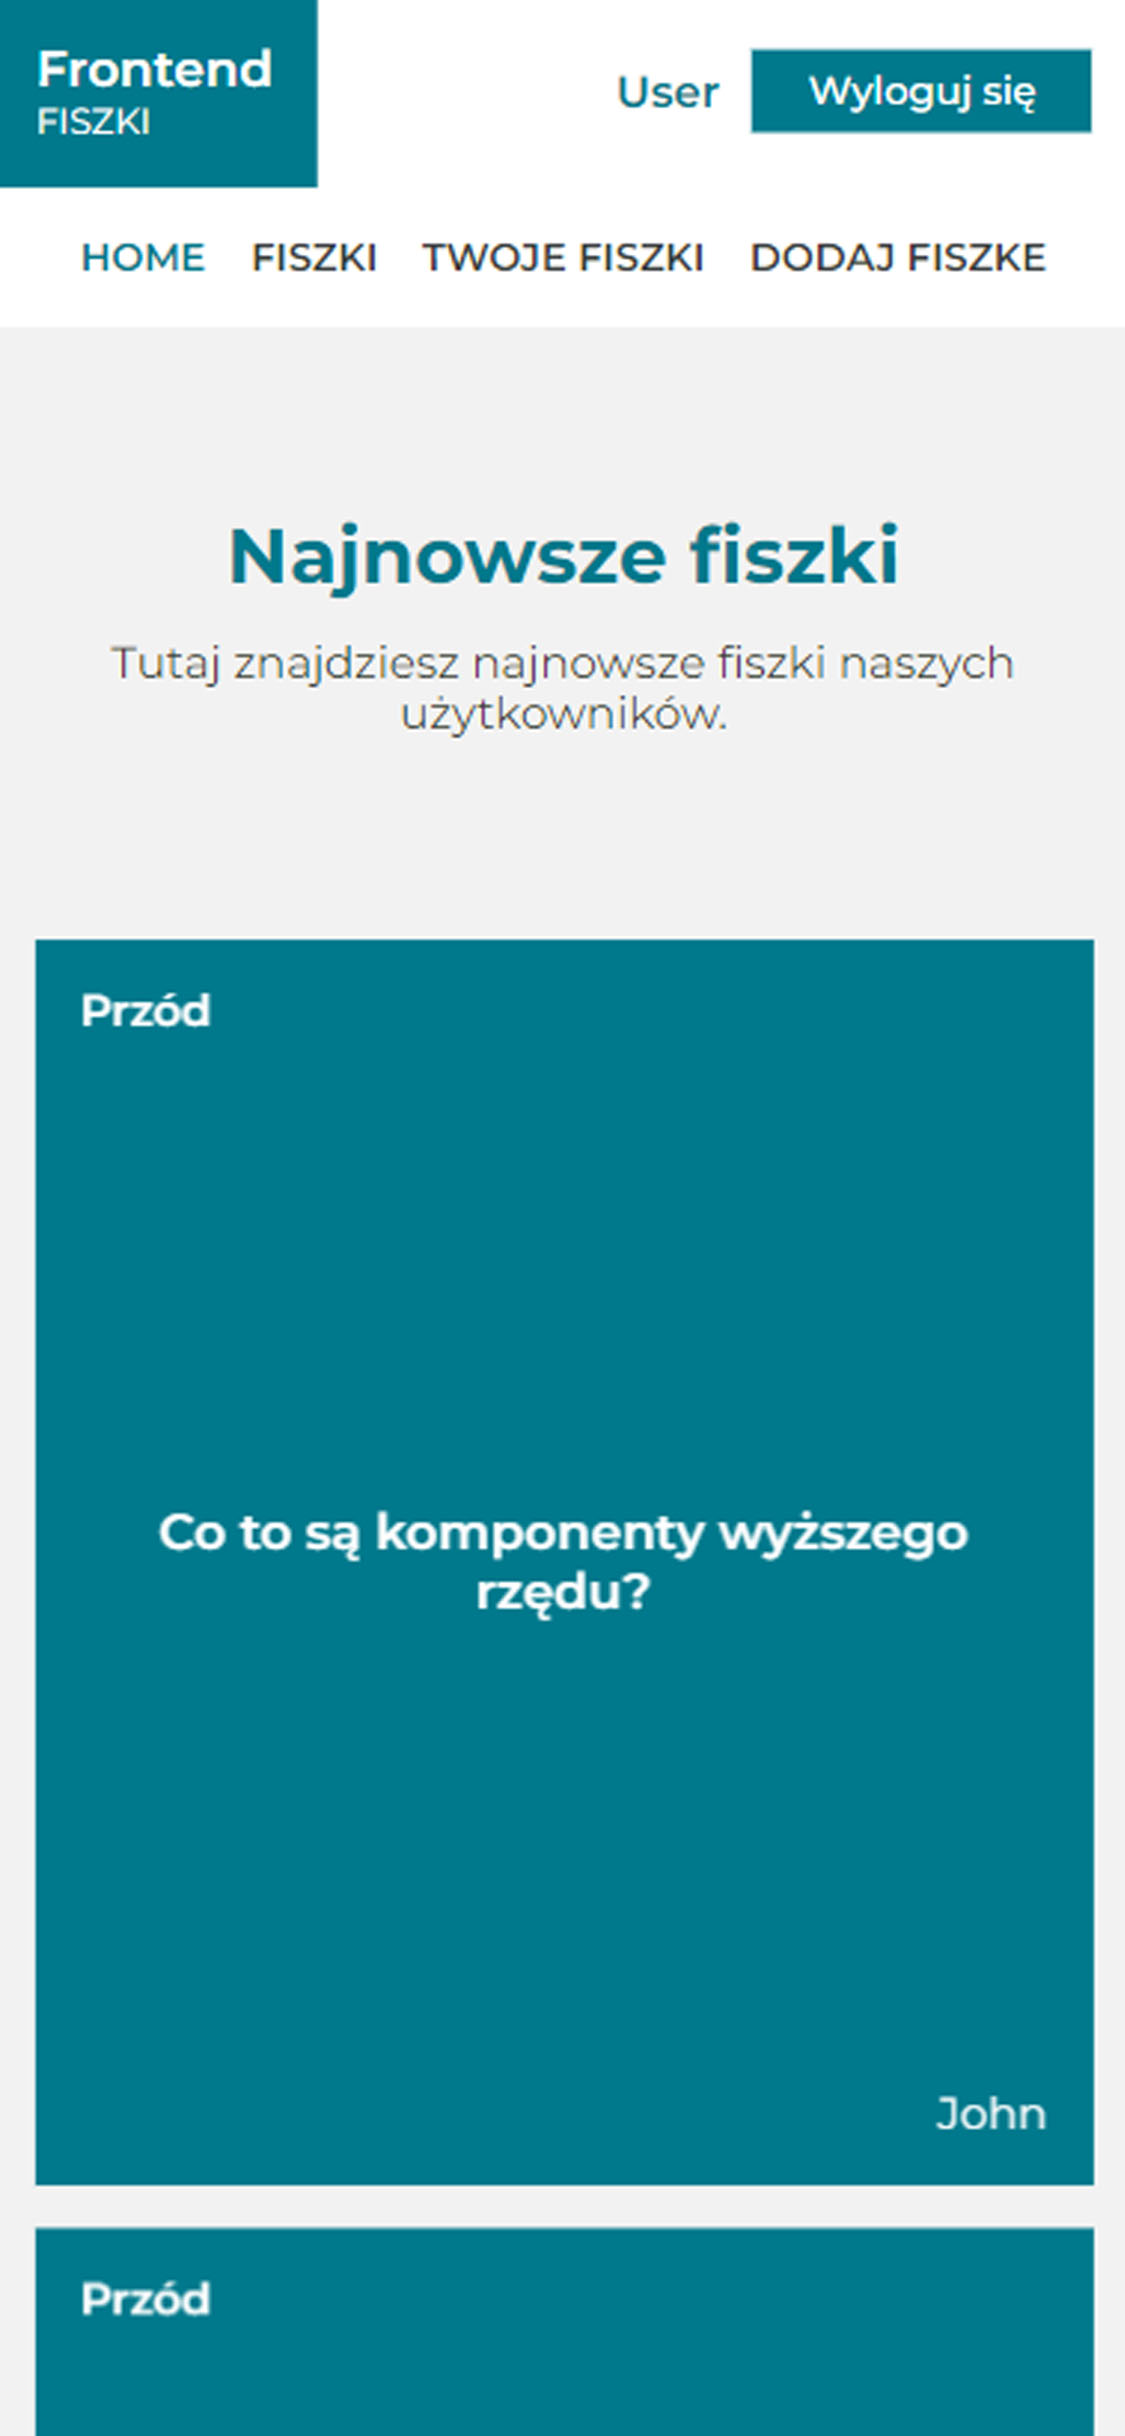 Frontend
FISZKI
User
Wyloguj się
HOME FISZKI TWOJE FISZKI DODAJ FISZKE
Najnowsze fiszki
Tutaj znajdziesz najnowsze fiszki naszych
użytkowników.
Przód
Co to są komponenty wyższego
rzędu?
John
Przód